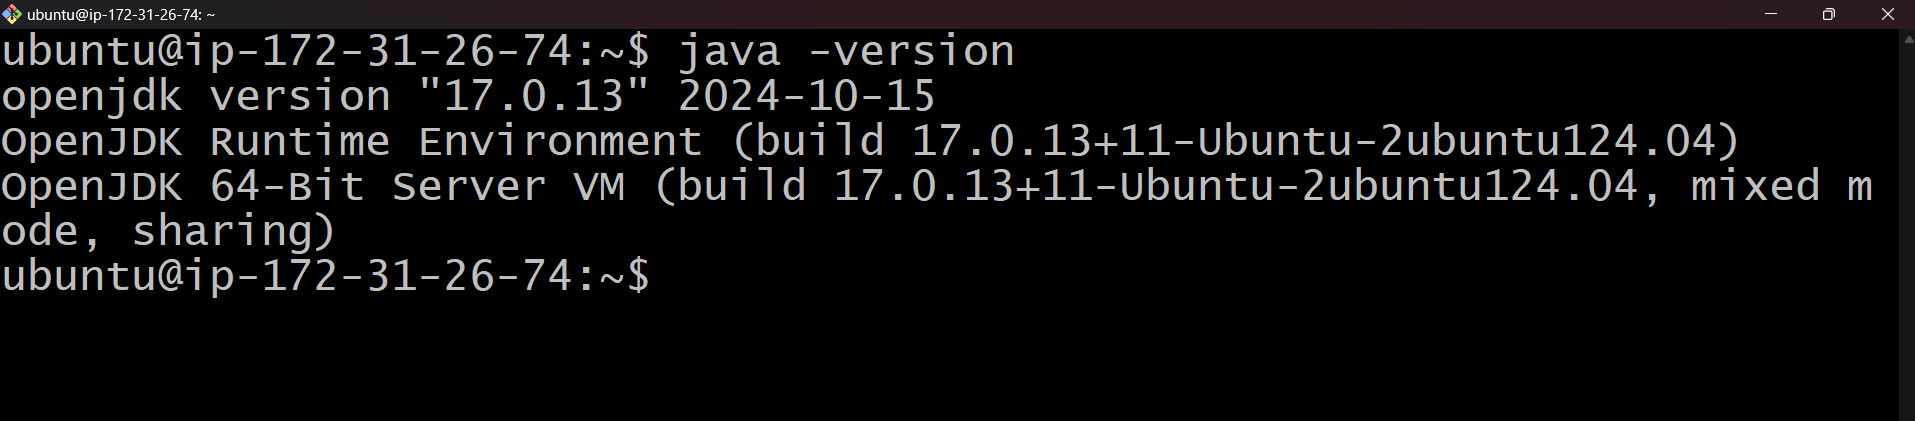 ubuntu@ip-172-31-26-74: ~
ubuntu@ip-172-31-26-74:~$ java -version
openjdk version "17.0.13" 2024-10-15
OpenJDK Runtime Environment (build 17.0.13+11-Ubuntu-2ubuntu124.04)
OpenJDK 64-Bit Server VM (build 17.0.13+11-Ubuntu-2ubuntu124.04, mixed m
ode, sharing)
ubuntu@ip-172-31-26-74:~$